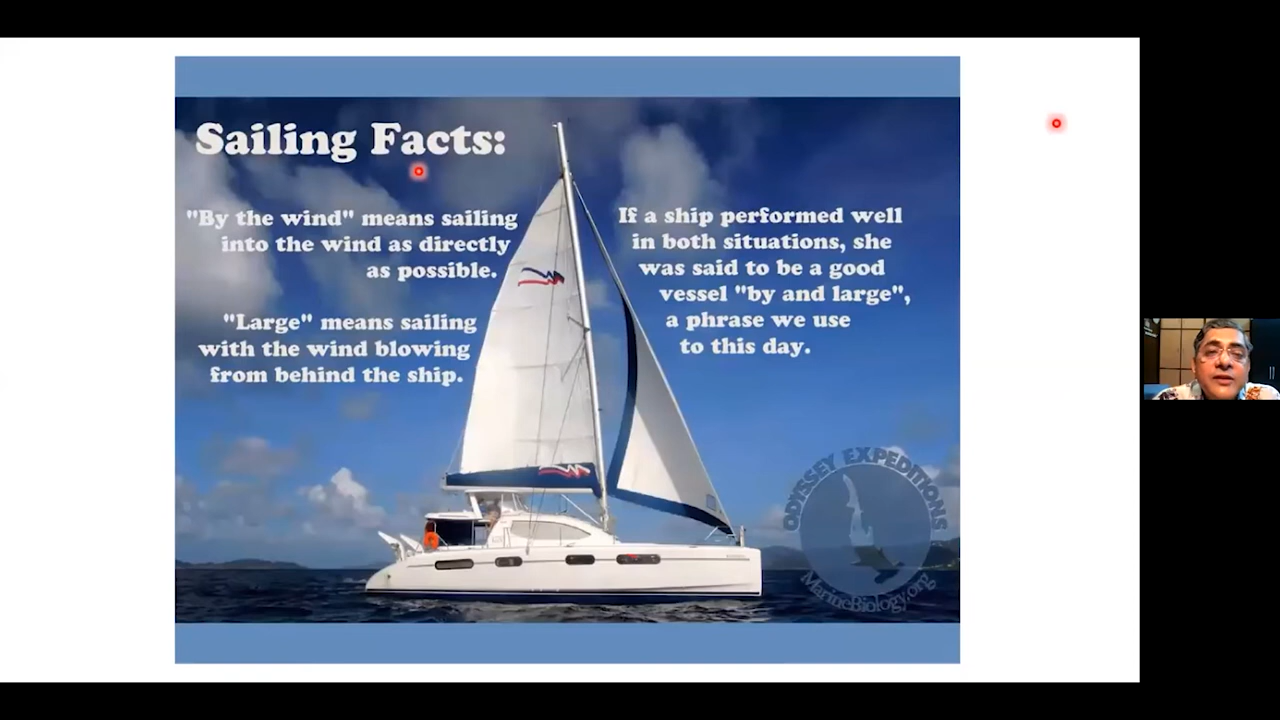 Sailing Facts:
"By the wind" means sailing
into the wind as directly
as possible.
"Large" means sailing
with the wind blowing
from behind the ship.
If a ship performed well
in both situations, she
was said to be a good
vessel "by and large",
a phrase we use
to this day.
ODYSSEY EXPEDITIONS
MarineBiology.org